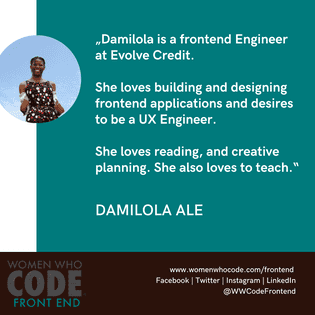 „Damilola is a frontend Engineer
at Evolve Credit.
She loves building and designing
frontend applications and desires
to be a UX Engineer.
She loves reading, and creative
planning. She also loves to teach.“
DAMILOLA ALE
WOMEN WHO
CODE
FRONT END
www.womenwhocode.com/frontend
Facebook | Twitter | Instagram | LinkedIn
@WWCodeFrontend